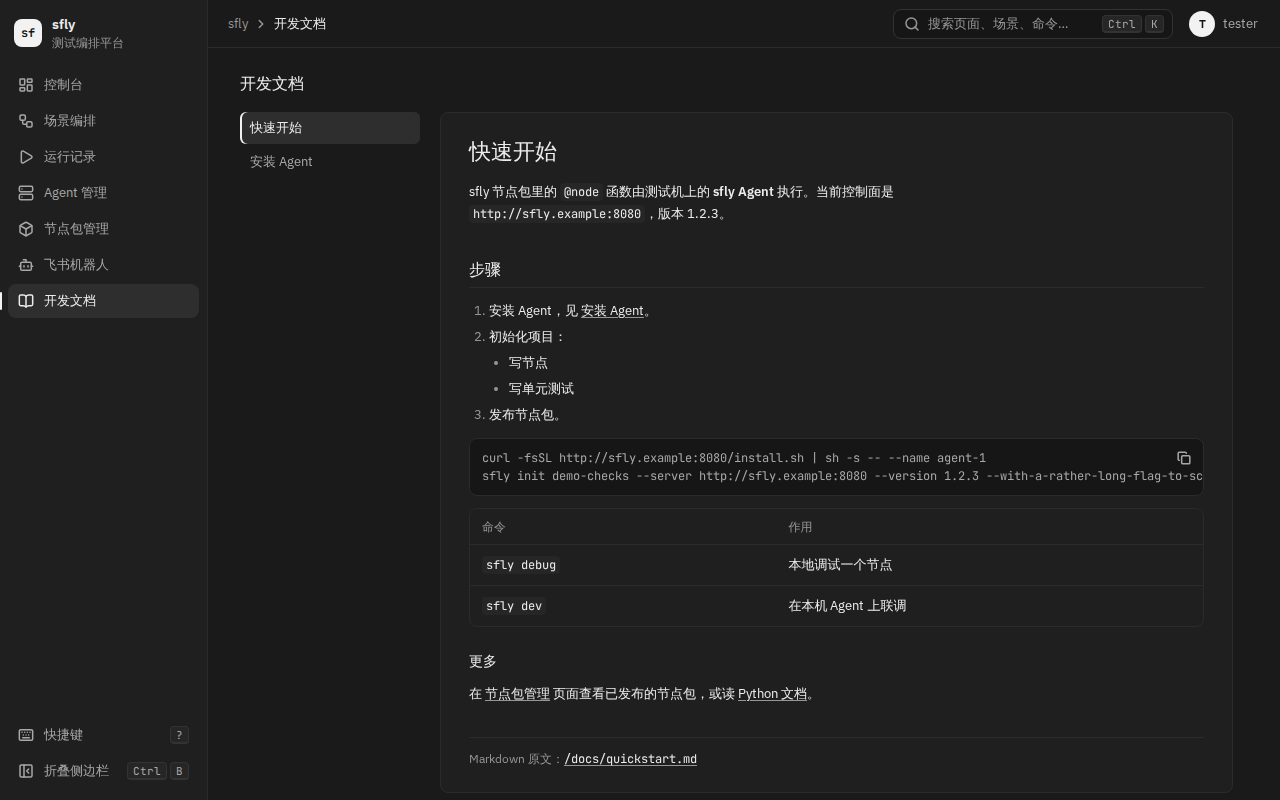 sf
sfly
测试编排平台
控制台
场景编排
运行记录
Agent 管理
节点包管理
飞书机器人
开发文档
快捷键 ?
折叠侧边栏 Ctrl B
sfly > 开发文档
搜索页面、场景、命令... Ctrl K
T tester
开发文档
快速开始
安装 Agent
快速开始
sfly 节点包里的 @node 函数由测试机上的 sfly Agent 执行。当前控制面是
http://sfly.example:8080，版本 1.2.3。
步骤
1. 安装 Agent，见 安装 Agent。
2. 初始化项目：
• 写节点
• 写单元测试
3. 发布节点包。
curl -fsSL http://sfly.example:8080/install.sh | sh -s -- --name agent-1
sfly init demo-checks --server http://sfly.example:8080 --version 1.2.3 --with-a-rather-long-flag-to-sc
命令 作用
sfly debug 本地调试一个节点
sfly dev 在本机 Agent 上联调
更多
在 节点包管理 页面查看已发布的节点包，或读 Python 文档。
Markdown 原文：/docs/quickstart.md